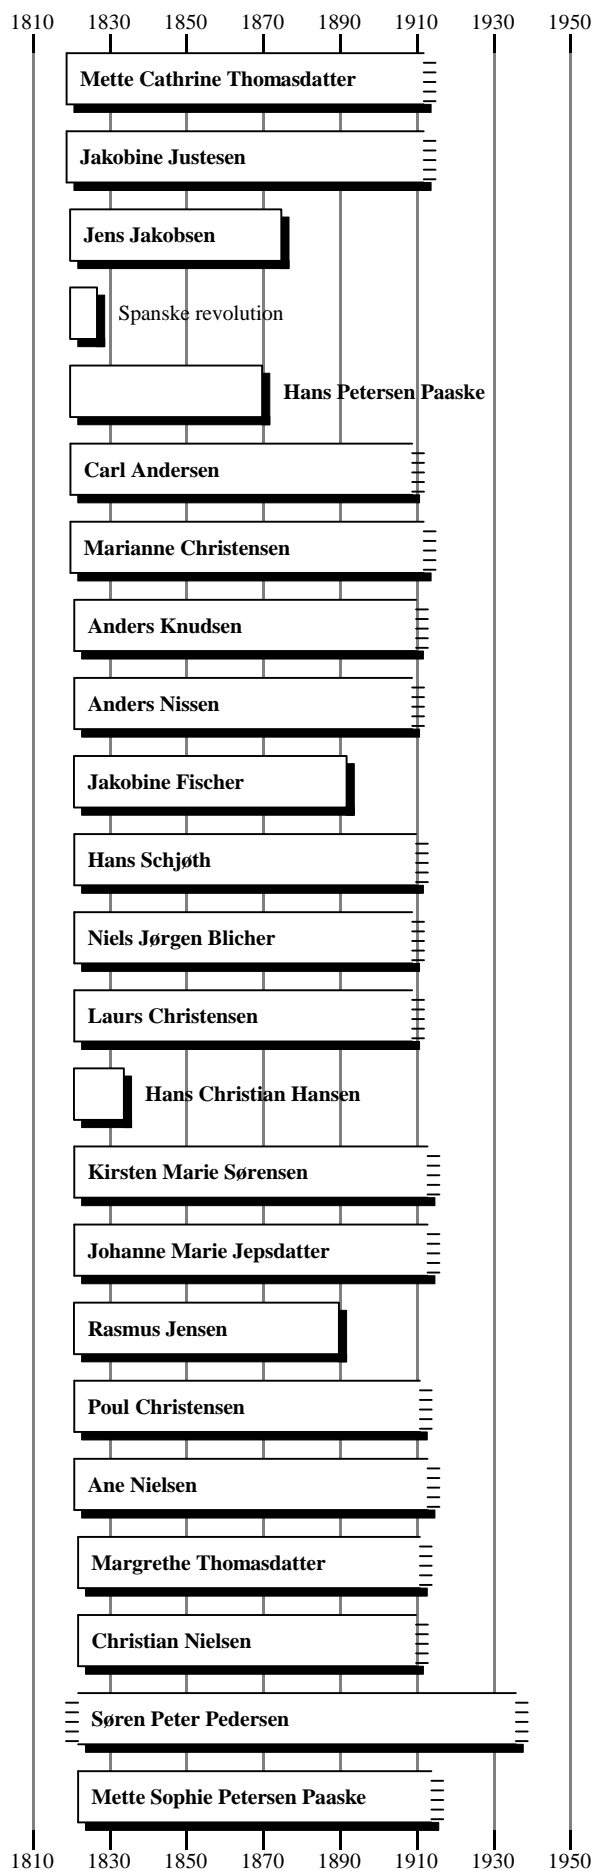 1810 1830 1850 1870 1890 1910 1930 1950
Mette Cathrine Thomasdatter
Jakobine Justesen
Jens Jakobsen
Spanske revolution
Hans Petersen Paaske
Carl Andersen
Marianne Christensen
Anders Knudsen
Anders Nissen
Jakobine Fischer
Hans Schjøth
Niels Jørgen Blicher
Laurs Christensen
Hans Christian Hansen
Kirsten Marie Sørensen
Johanne Marie Jepsdatter
Rasmus Jensen
Poul Christensen
Ane Nielsen
Margrethe Thomasdatter
Christian Nielsen
Søren Peter Pedersen
Mette Sophie Petersen Paaske
1810 1830 1850 1870 1890 1910 1930 1950